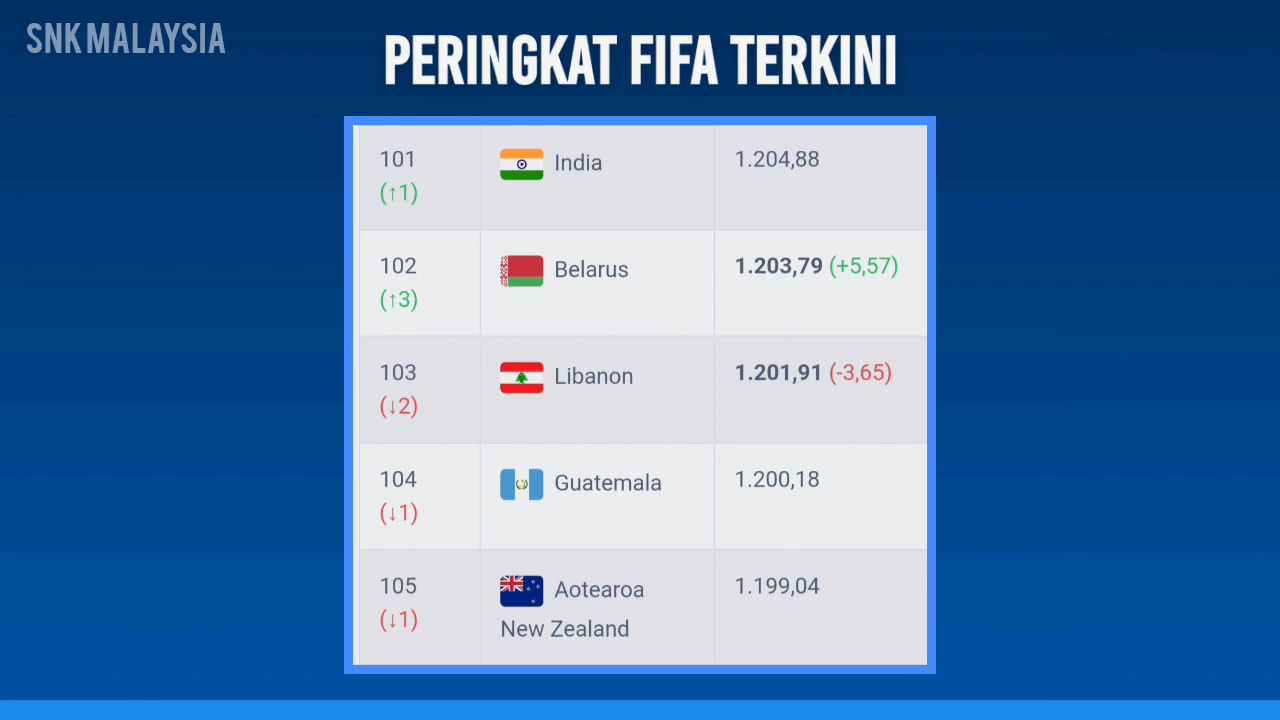 SNK MALAYSIA
PERINGKAT FIFA TERKINI
101 India 1.204,88
(↑1)
102 Belarus 1.203,79 (+5,57)
(↑3)
103 Libanon 1.201,91 (-3,65)
(↓2)
104 Guatemala 1.200,18
(↓1)
105 Aotearoa 1.199,04
(↓1) New Zealand